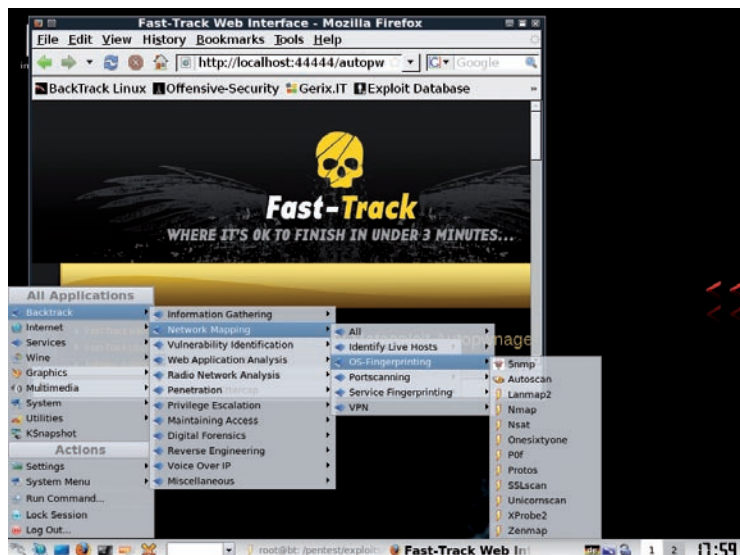 Fast-Track Web Interface - Mozilla Firefox
File Edit View History Bookmarks Tools Help
http://localhost:44444/autopw
Google
BackTrack Linux Offensive-Security Gerix.IT Exploit Database »
Fast-Track
WHERE IT'S OK TO FINISH IN UNDER 3 MINUTES...
All Applications
Backtrack
Internet
Services
Wine
Graphics
Multimedia
System
Utilities
KSnapshot
Actions
Settings
System Menu
Run Command...
Lock Session
Log Out...
Information Gathering
Network Mapping
Vulnerability Identification
Web Application Analysis
Radio Network Analysis
Penetration
Privilege Escalation
Maintaining Access
Digital Forensics
Reverse Engineering
Voice Over IP
Miscellaneous
All
Identify Live Hosts
OS-Fingerprinting
Portscanning
Service Fingerprinting
VPN
5nmp
Autoscan
Lanmap2
Nmap
Nsat
Onesixtyone
P0f
Protos
SSLscan
Unicornscan
XProbe2
Zenmap
root@bt: /pentest/exploits
Fast-Track Web In
1 2
17:59